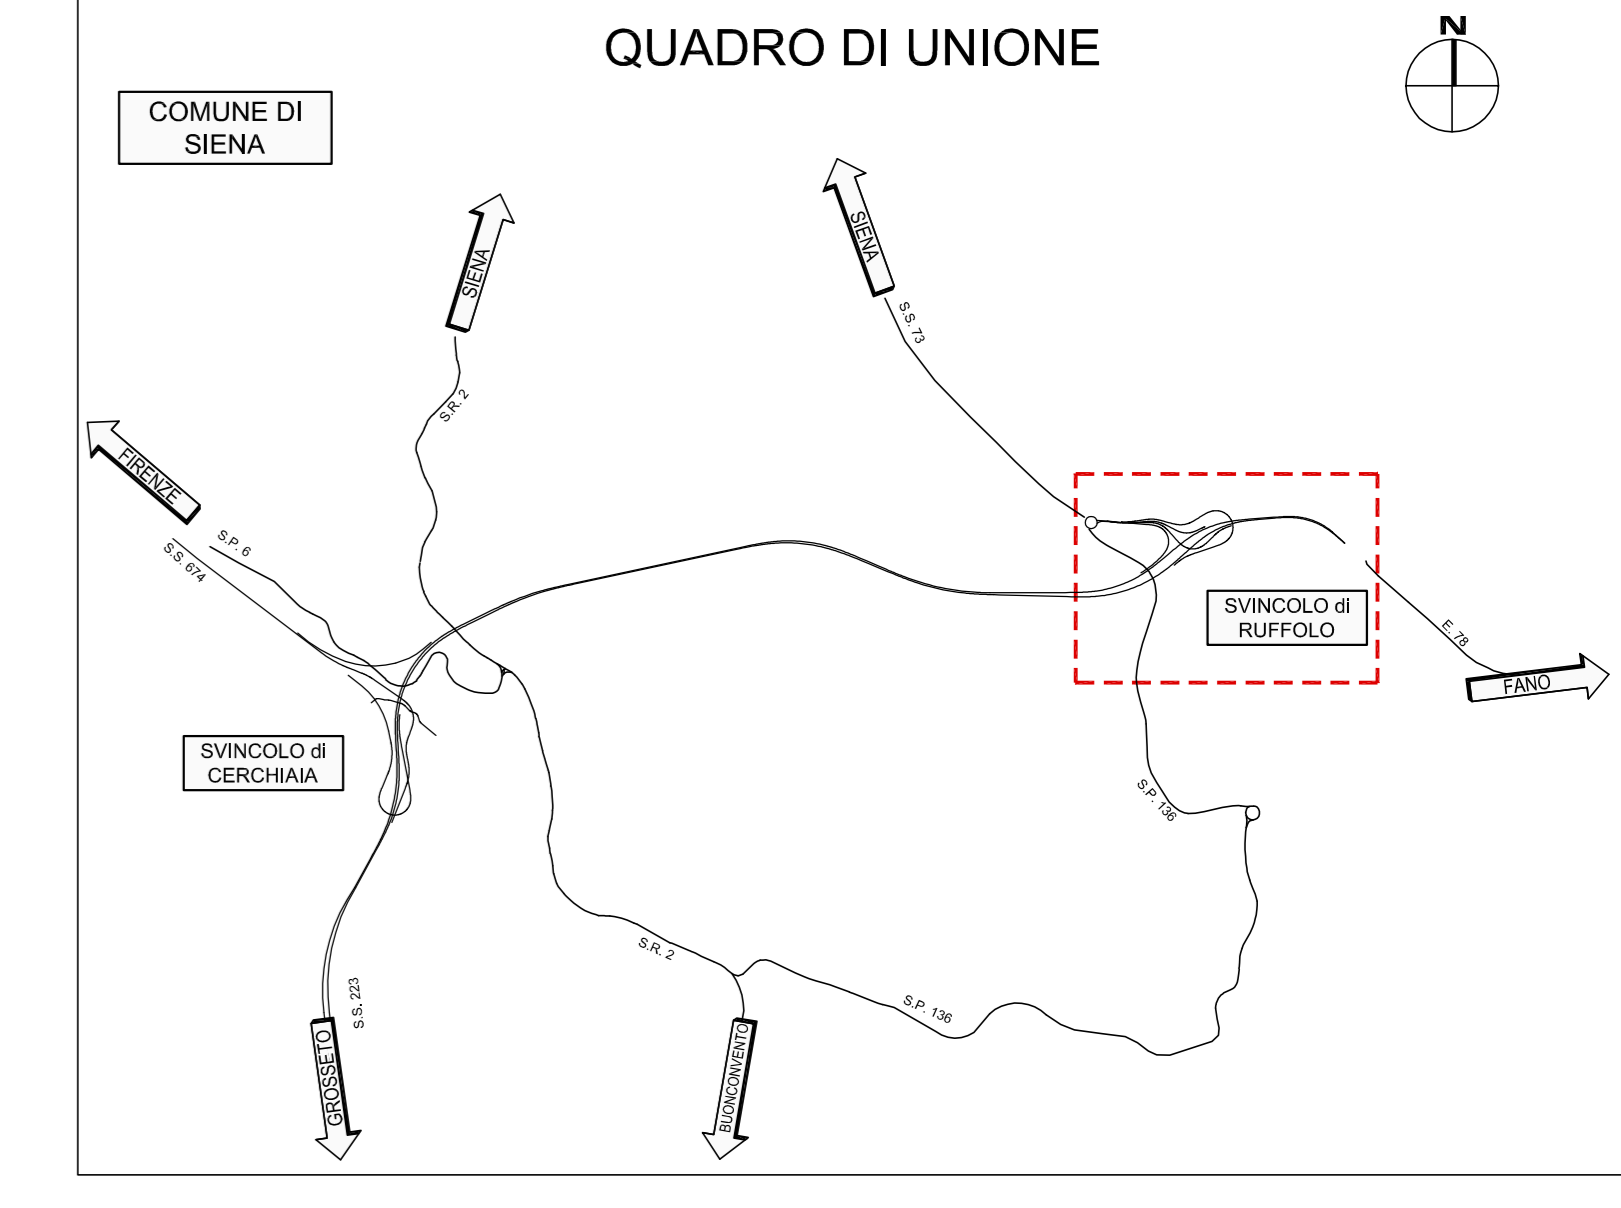 QUADRO DI UNIONE
N
COMUNE DI
SIENA
SIENA
SIENA
S.S. 73
S.R. 2
FIRENZE
S.P. 6
S.S. 674
SVINCOLO di
RUFFOLO
E. 78
FANO
SVINCOLO di
CERCHIAIA
S.P. 136
S.R. 2
S.S. 223
S.P. 136
GROSSETO
BUONCONVENTO